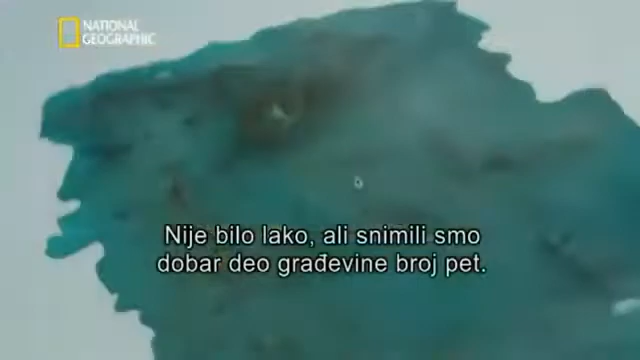 NATIONAL
GEOGRAPHIC
Nije bilo lako, ali snimili smo
dobar deo građevine broj pet.